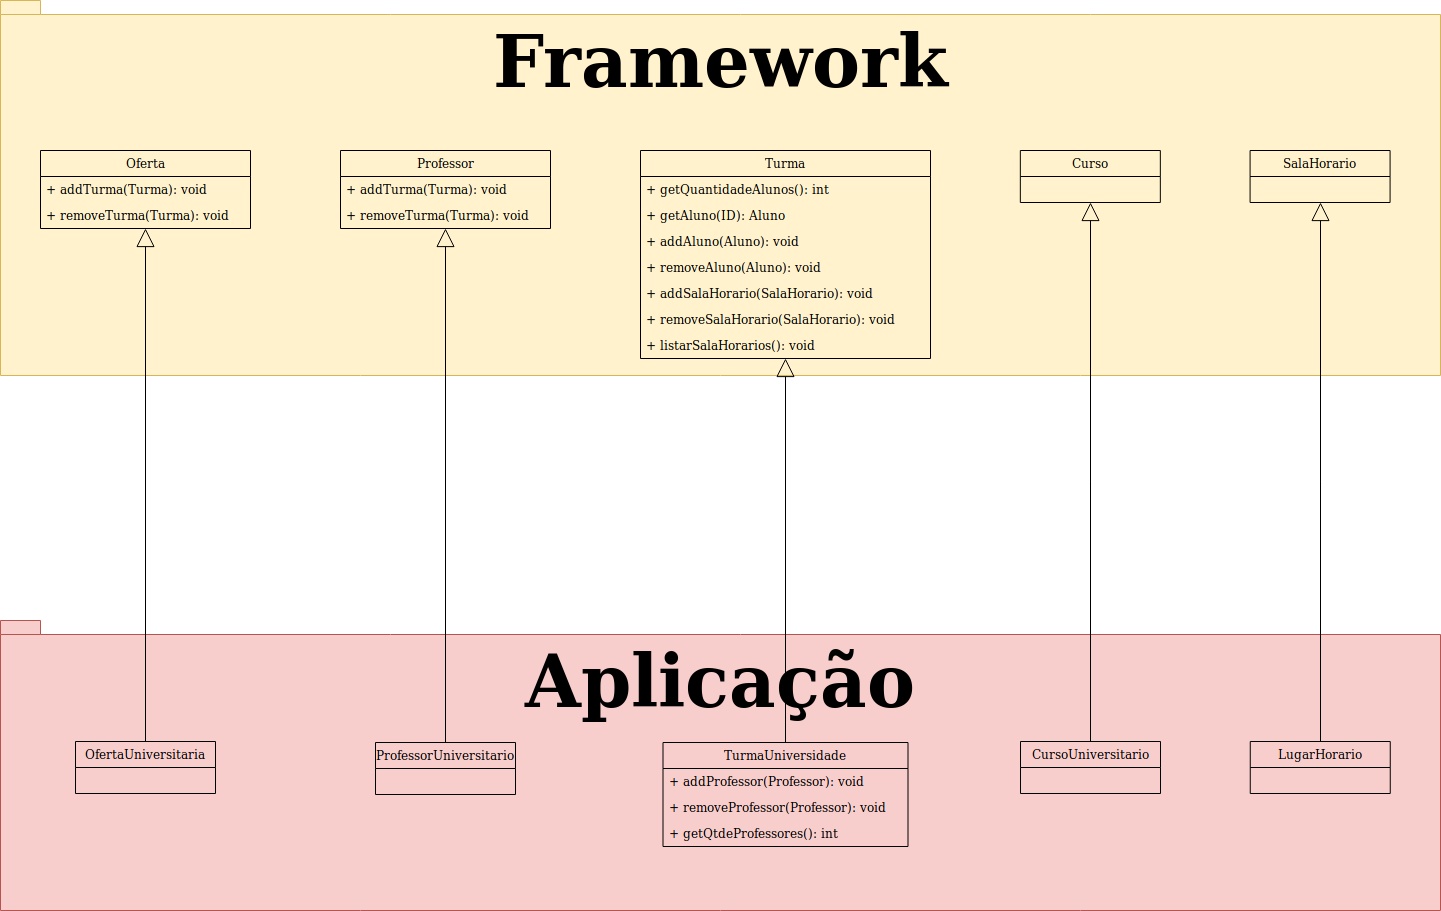 Framework
Oferta
+ addTurma(Turma): void
+ removeTurma(Turma): void
Professor
+ addTurma(Turma): void
+ removeTurma(Turma): void
Turma
+ getQuantidadeAlunos(): int
+ getAluno(ID): Aluno
+ addAluno(Aluno): void
+ removeAluno(Aluno): void
+ addSalaHorario(SalaHorario): void
+ removeSalaHorario(SalaHorario): void
+ listarSalaHorarios(): void
Curso
SalaHorario
Aplicação
OfertaUniversitaria
ProfessorUniversitario
TurmaUniversidade
+ addProfessor(Professor): void
+ removeProfessor(Professor): void
+ getQtdeProfessores(): int
CursoUniversitario
LugarHorario